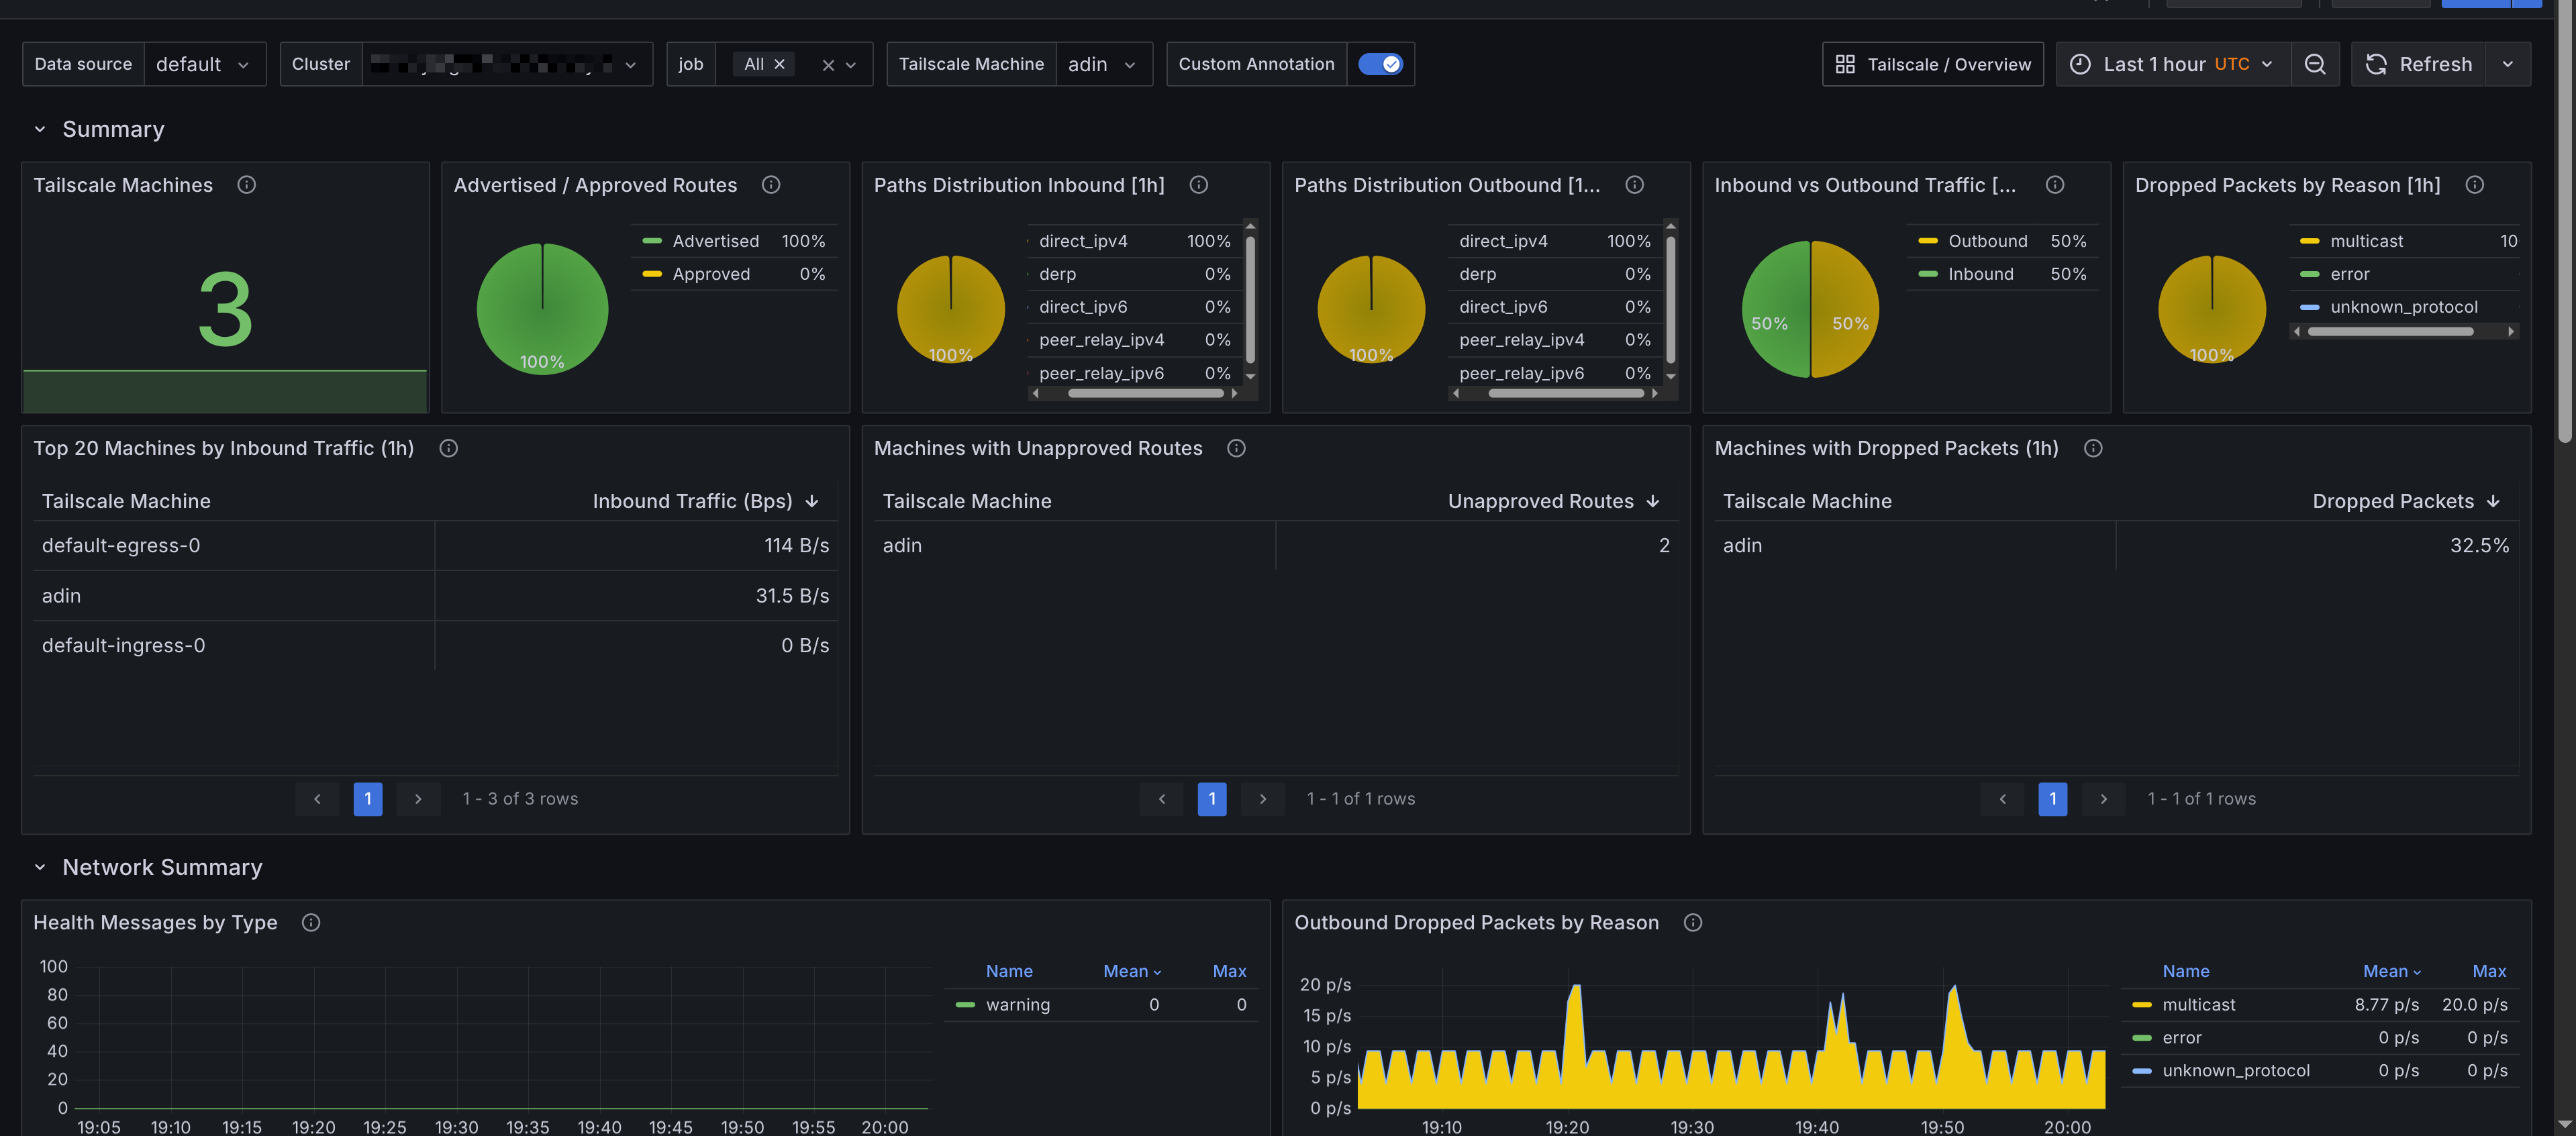 Data source default Cluster job All Tailscale Machine adin Custom Annotation Tailscale / Overview Last 1 hour UTC Refresh
Summary
Tailscale Machines
3
Advertised / Approved Routes
100%
Advertised 100%
Approved 0%
Paths Distribution Inbound [1h]
100%
direct_ipv4 100%
derp 0%
direct_ipv6 0%
peer_relay_ipv4 0%
peer_relay_ipv6 0%
Paths Distribution Outbound [1...
100%
direct_ipv4 100%
derp 0%
direct_ipv6 0%
peer_relay_ipv4 0%
peer_relay_ipv6 0%
Inbound vs Outbound Traffic [...
50% 50%
Outbound 50%
Inbound 50%
Dropped Packets by Reason [1h]
100%
multicast 10
error
unknown_protocol
Top 20 Machines by Inbound Traffic (1h)
Tailscale Machine Inbound Traffic (Bps)
default-egress-0 114 B/s
adin 31.5 B/s
default-ingress-0 0 B/s
1 1 - 3 of 3 rows
Machines with Unapproved Routes
Tailscale Machine Unapproved Routes
adin 2
1 1 - 1 of 1 rows
Machines with Dropped Packets (1h)
Tailscale Machine Dropped Packets
adin 32.5%
1 1 - 1 of 1 rows
Network Summary
Health Messages by Type
100
80
60
40
20
0
19:05 19:10 19:15 19:20 19:25 19:30 19:35 19:40 19:45 19:50 19:55 20:00
Name Mean Max
warning 0 0
Outbound Dropped Packets by Reason
20 p/s
15 p/s
10 p/s
5 p/s
0 p/s
19:10 19:20 19:30 19:40 19:50 20:00
Name Mean Max
multicast 8.77 p/s 20.0 p/s
error 0 p/s 0 p/s
unknown_protocol 0 p/s 0 p/s